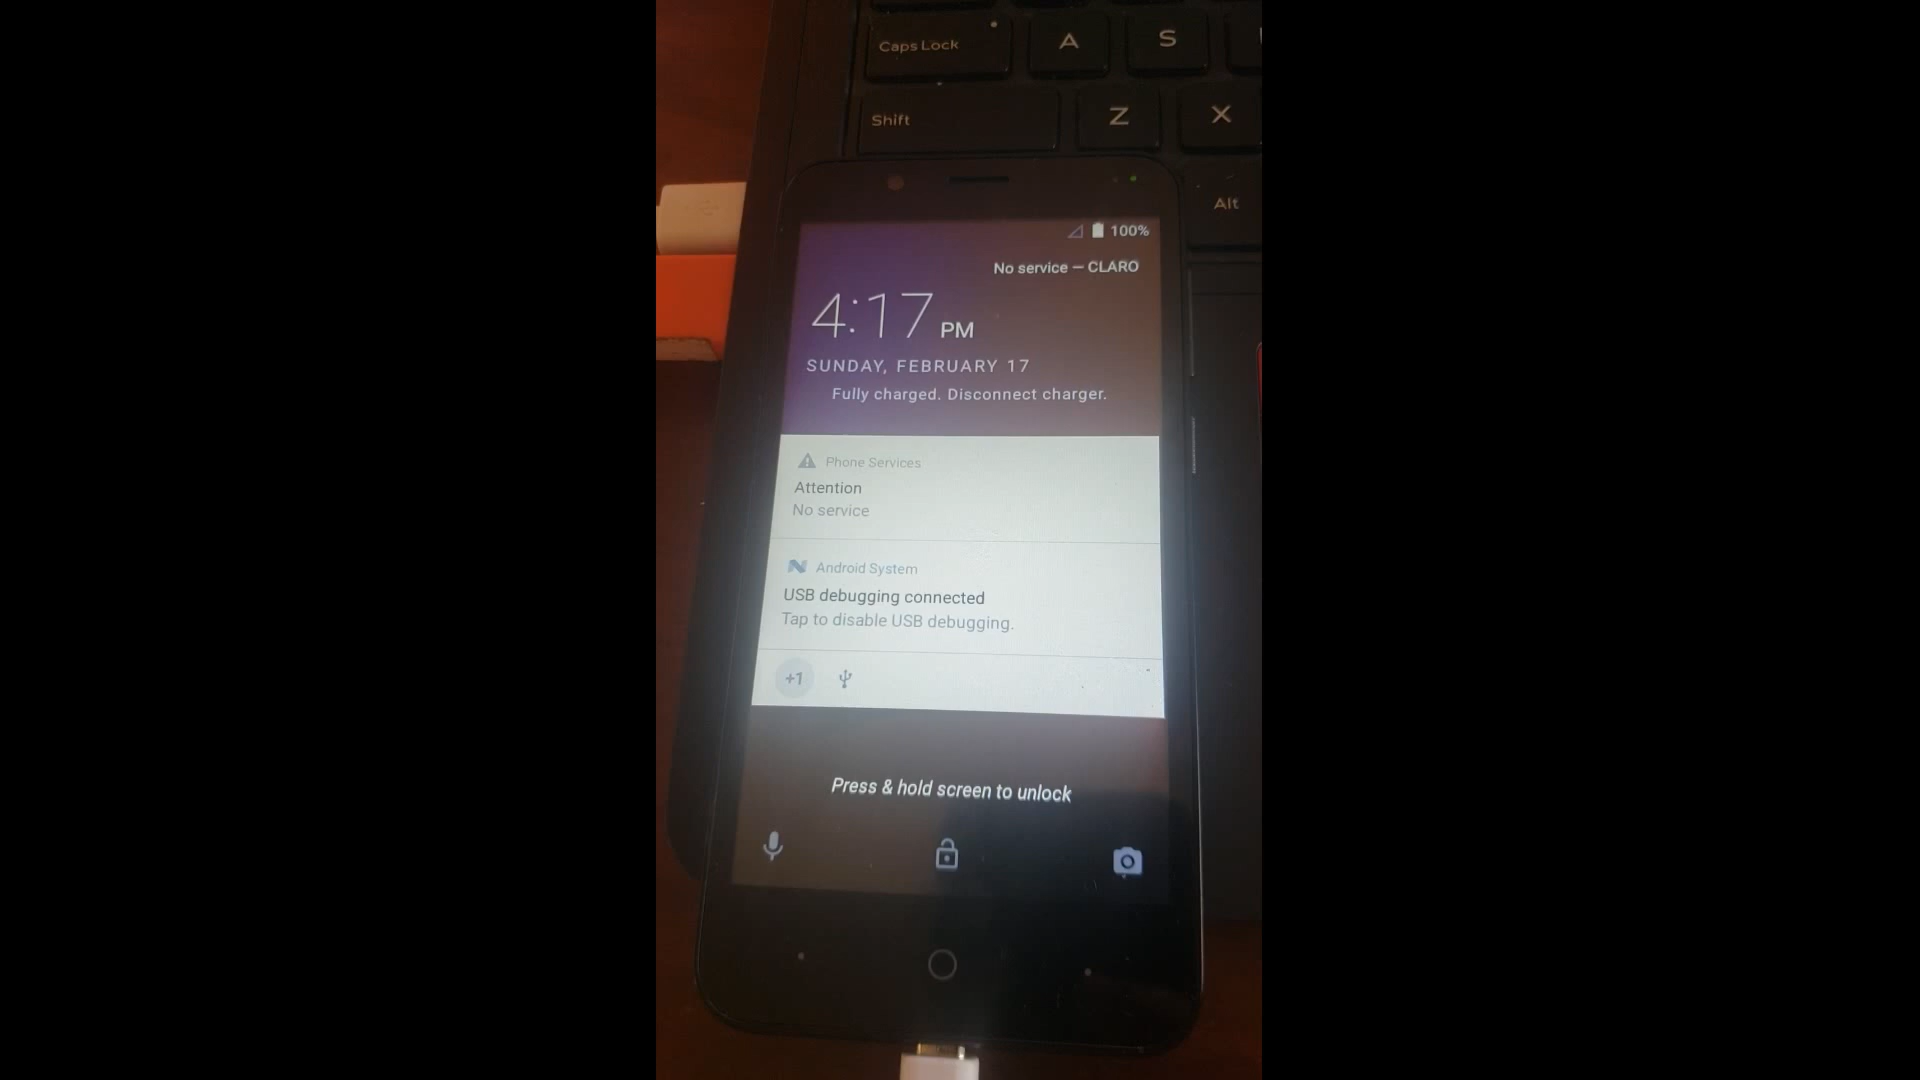 Caps Lock
A
S
Shift
Z
X
Alt
100%
No service — CLARO
4:17 PM
SUNDAY, FEBRUARY 17
Fully charged. Disconnect charger.
Phone Services
Attention
No service
Android System
USB debugging connected
Tap to disable USB debugging.
+1
Press & hold screen to unlock